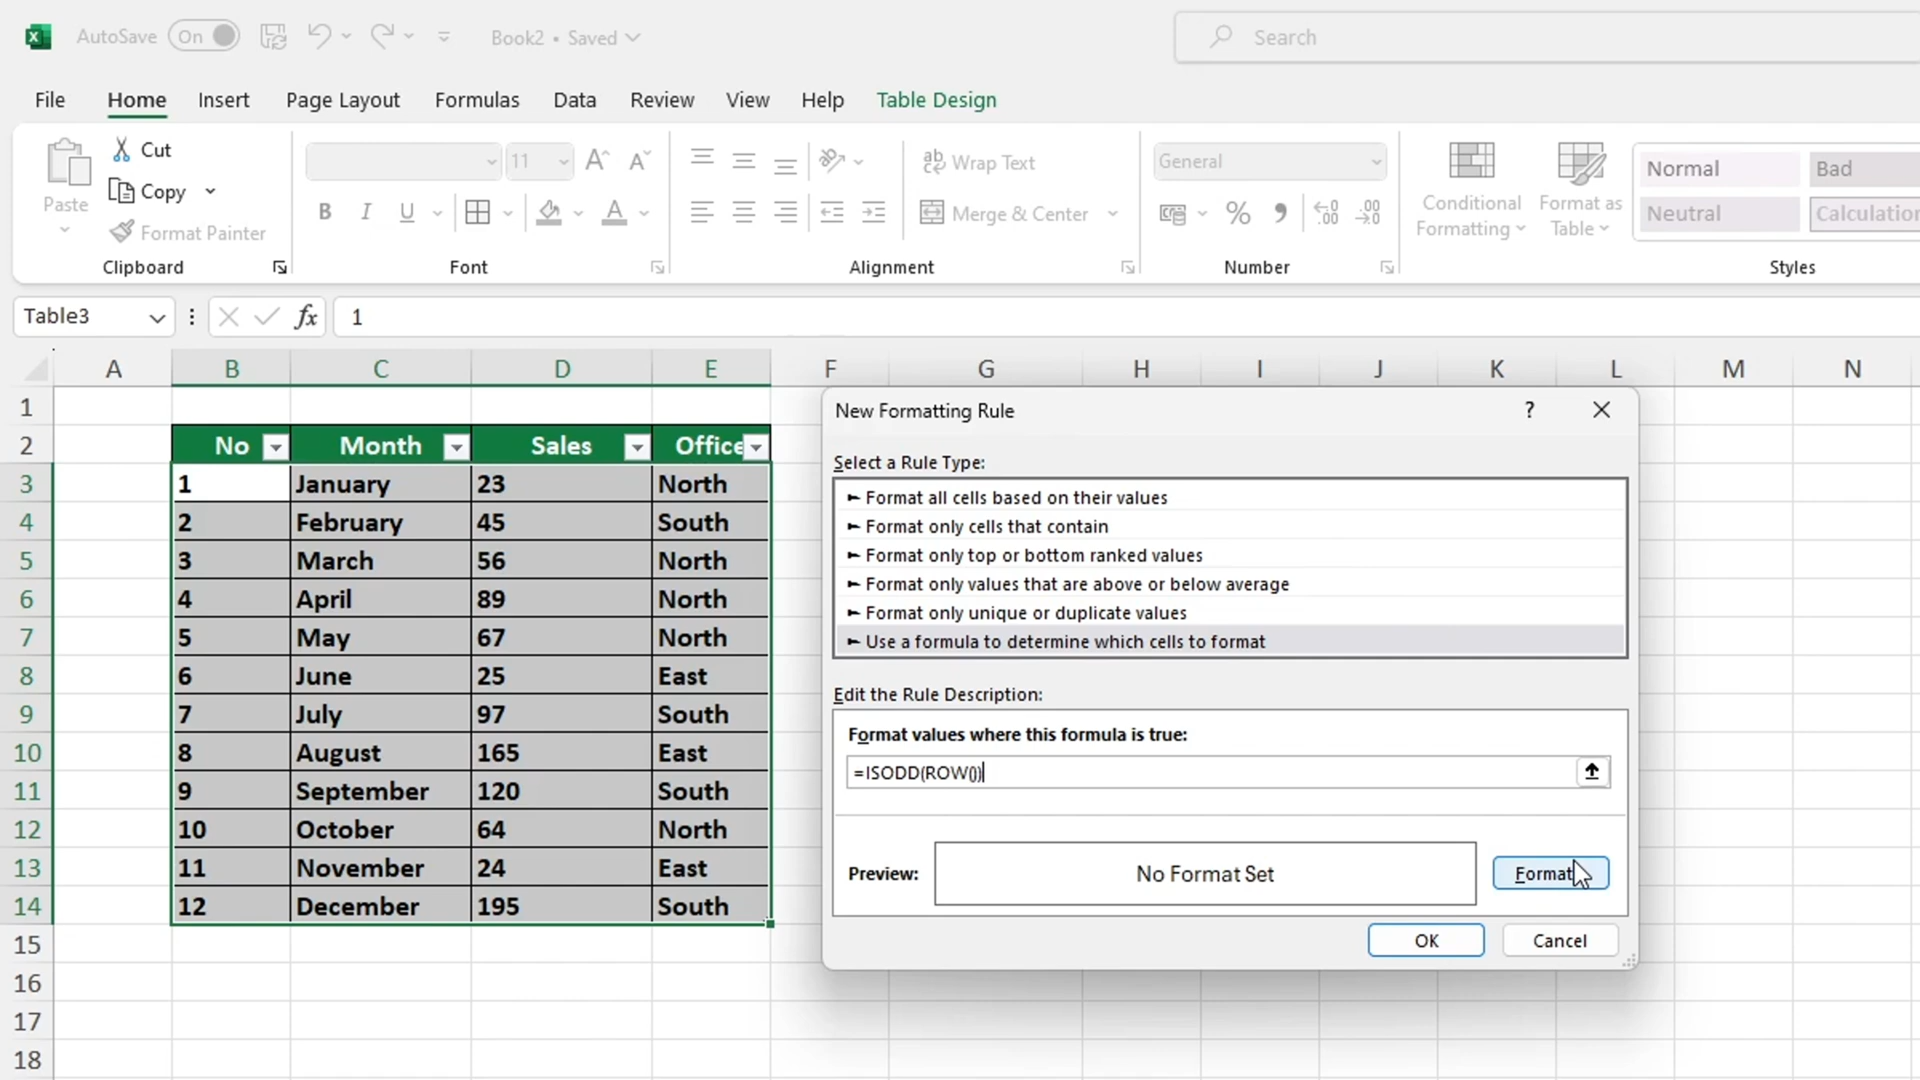 AutoSave On Book2 • Saved Search
File Home Insert Page Layout Formulas Data Review View Help Table Design
Paste
Cut
Copy
Format Painter
Clipboard
11 A A
B I U A
Font
ab Wrap Text
Merge & Center
Alignment
General
% 9 .00
Number
Conditional
Formatting
Format as
Table
Normal Bad
Neutral Calculation
Styles
Table3 fx 1
A B C D E F G H I J K L M N
1
2 No Month Sales Office
3 1 January 23 North
4 2 February 45 South
5 3 March 56 North
6 4 April 89 North
7 5 May 67 North
8 6 June 25 East
9 7 July 97 South
10 8 August 165 East
11 9 September 120 South
12 10 October 64 North
13 11 November 24 East
14 12 December 195 South
15
16
17
18
New Formatting Rule ?
Select a Rule Type:
► Format all cells based on their values
► Format only cells that contain
► Format only top or bottom ranked values
► Format only values that are above or below average
► Format only unique or duplicate values
► Use a formula to determine which cells to format
Edit the Rule Description:
Format values where this formula is true:
=ISODD(ROW())
Preview: No Format Set Format
OK Cancel